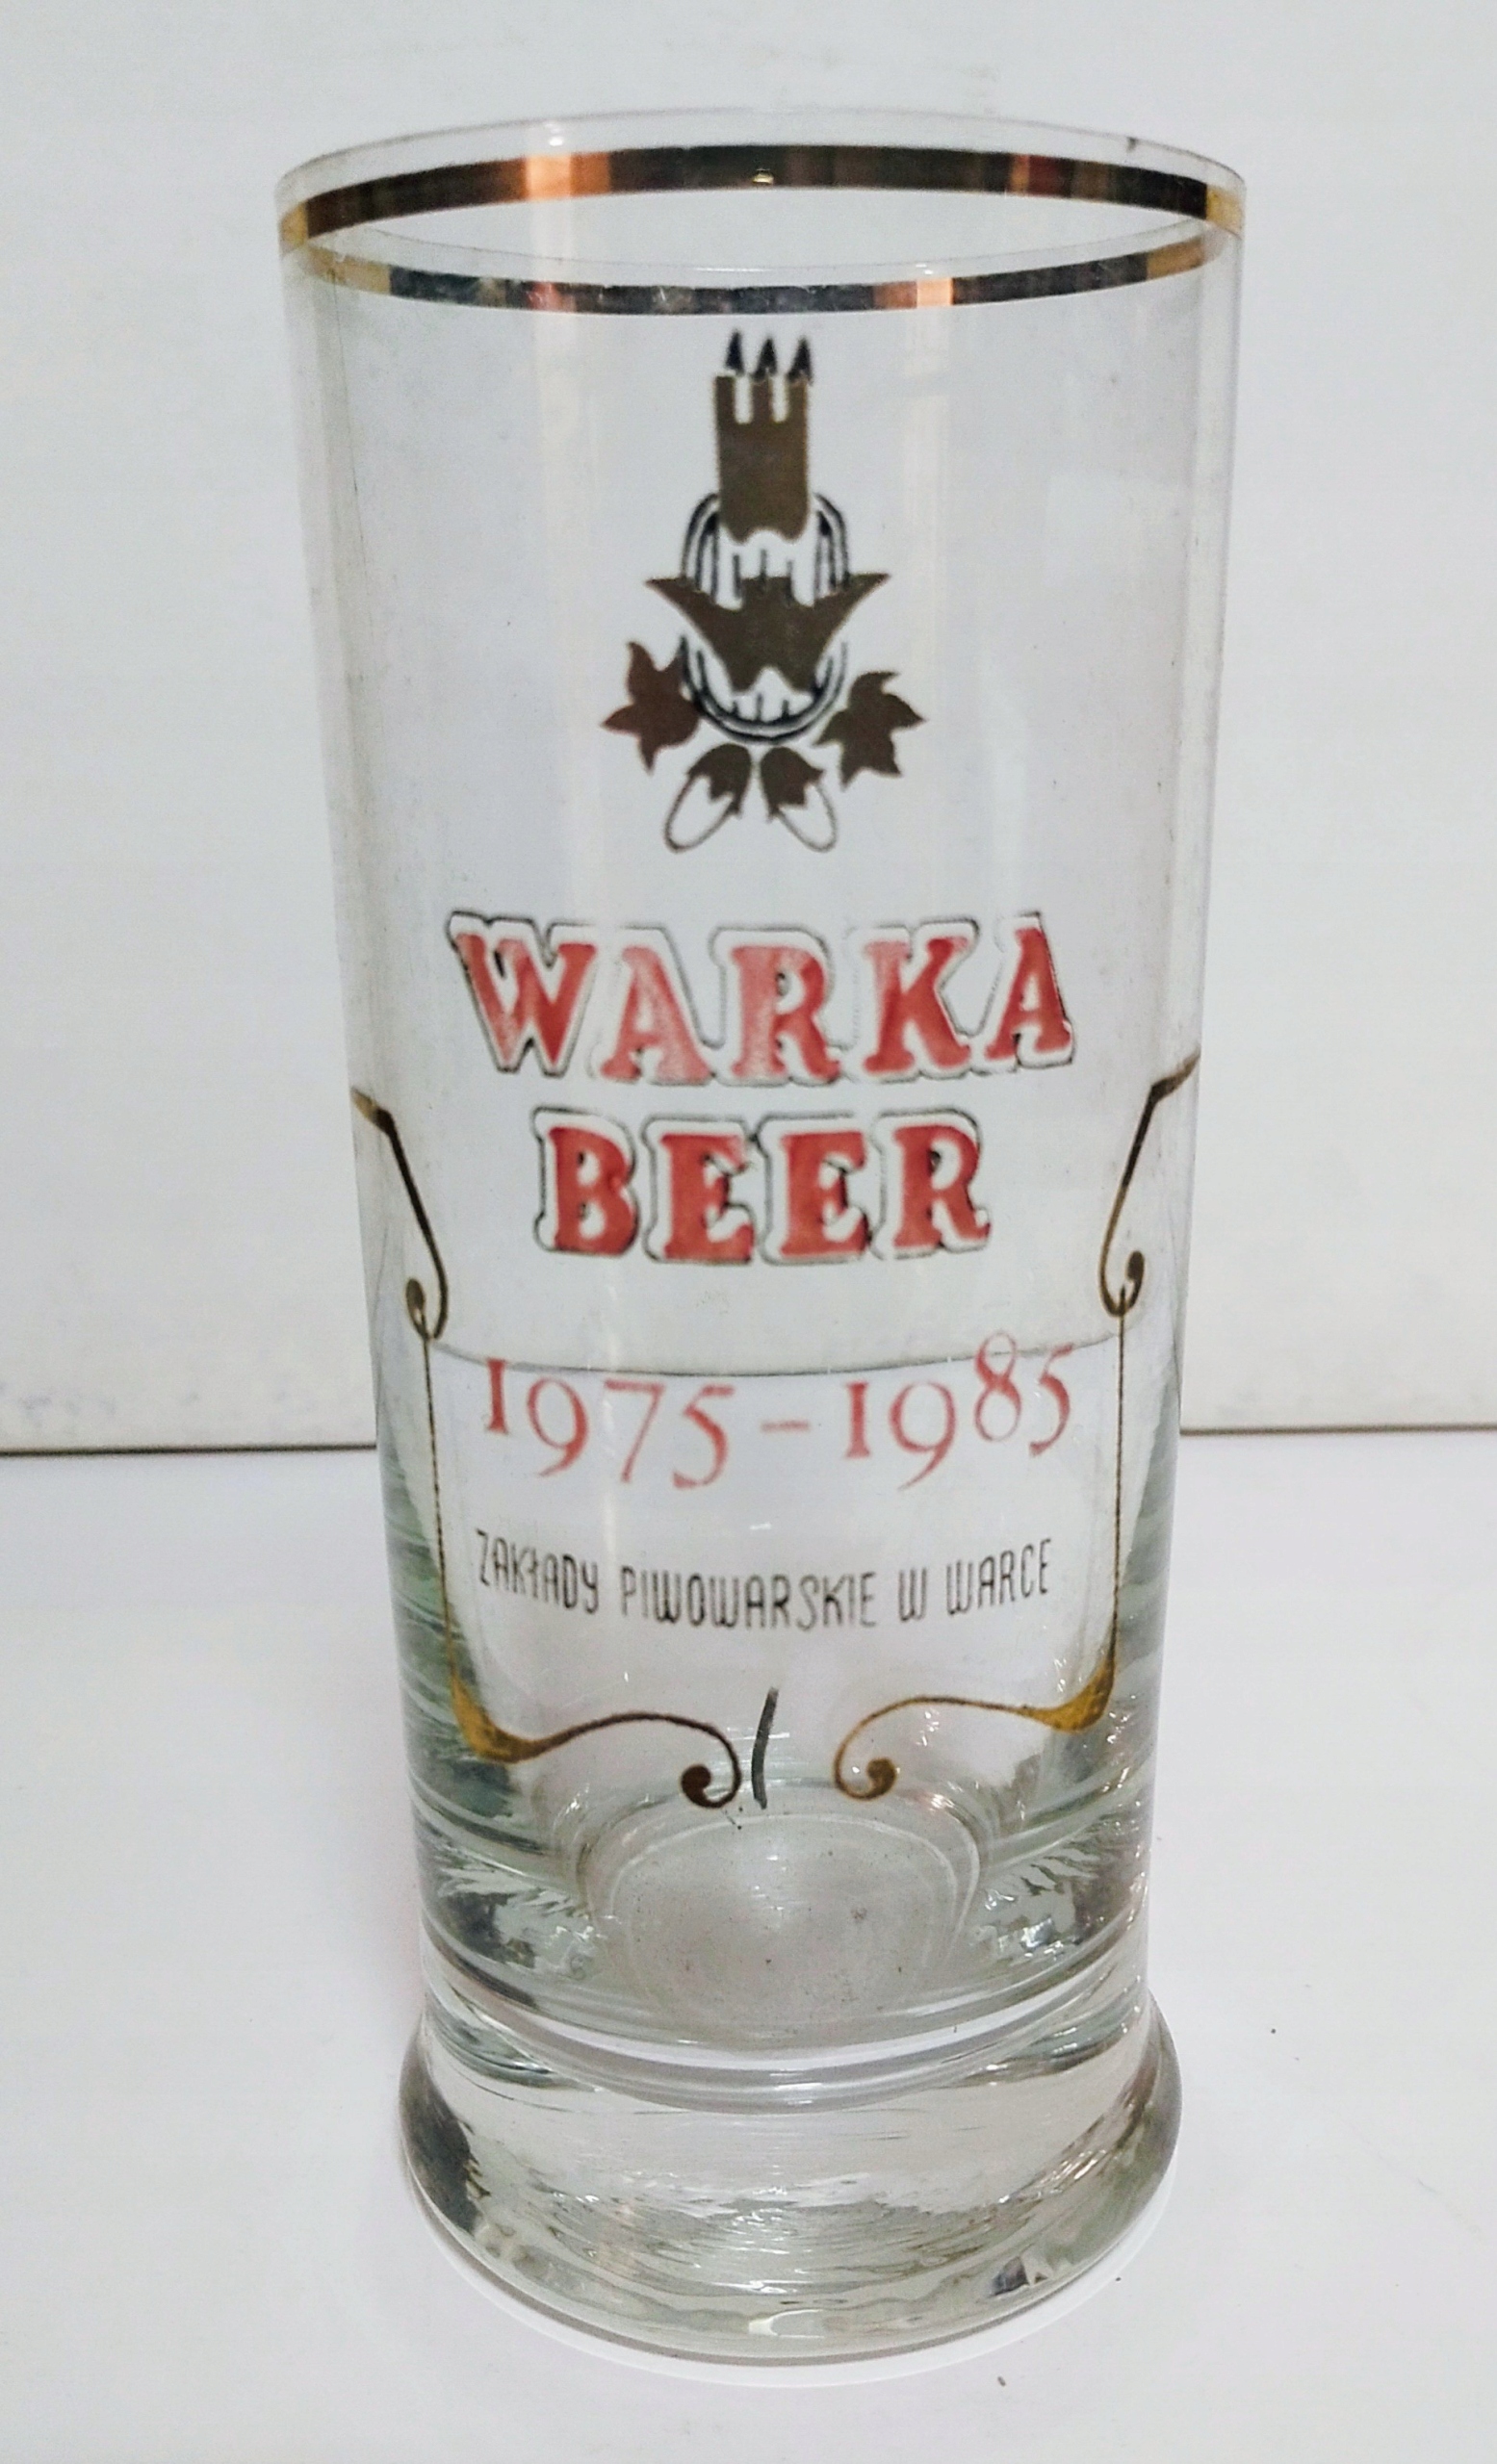 WARKA
BEER
1975-1985
ZAKŁADY PIWOWARSKIE W WARCE